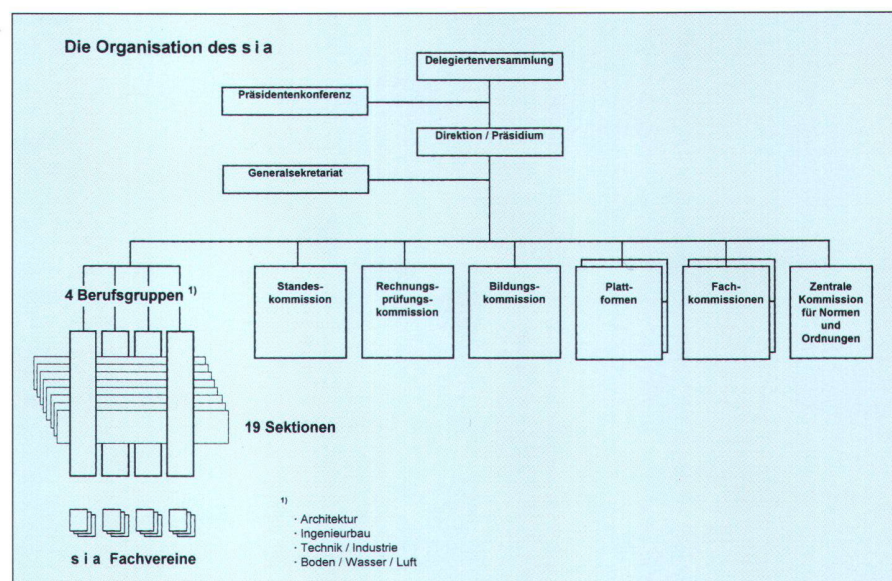 Die Organisation des s i a
Delegiertenversammlung
Präsidentenkonferenz
Direktion / Präsidium
Generalsekretariat
4 Berufsgruppen 1)
Standes-
kommission
Rechnungs-
prüfungs-
kommission
Bildungs-
kommission
Platt-
formen
Fach-
kommissionen
Zentrale
Kommission
für Normen
und
Ordnungen
19 Sektionen
s i a Fachvereine
1)
· Architektur
· Ingenieurbau
· Technik / Industrie
· Boden / Wasser / Luft